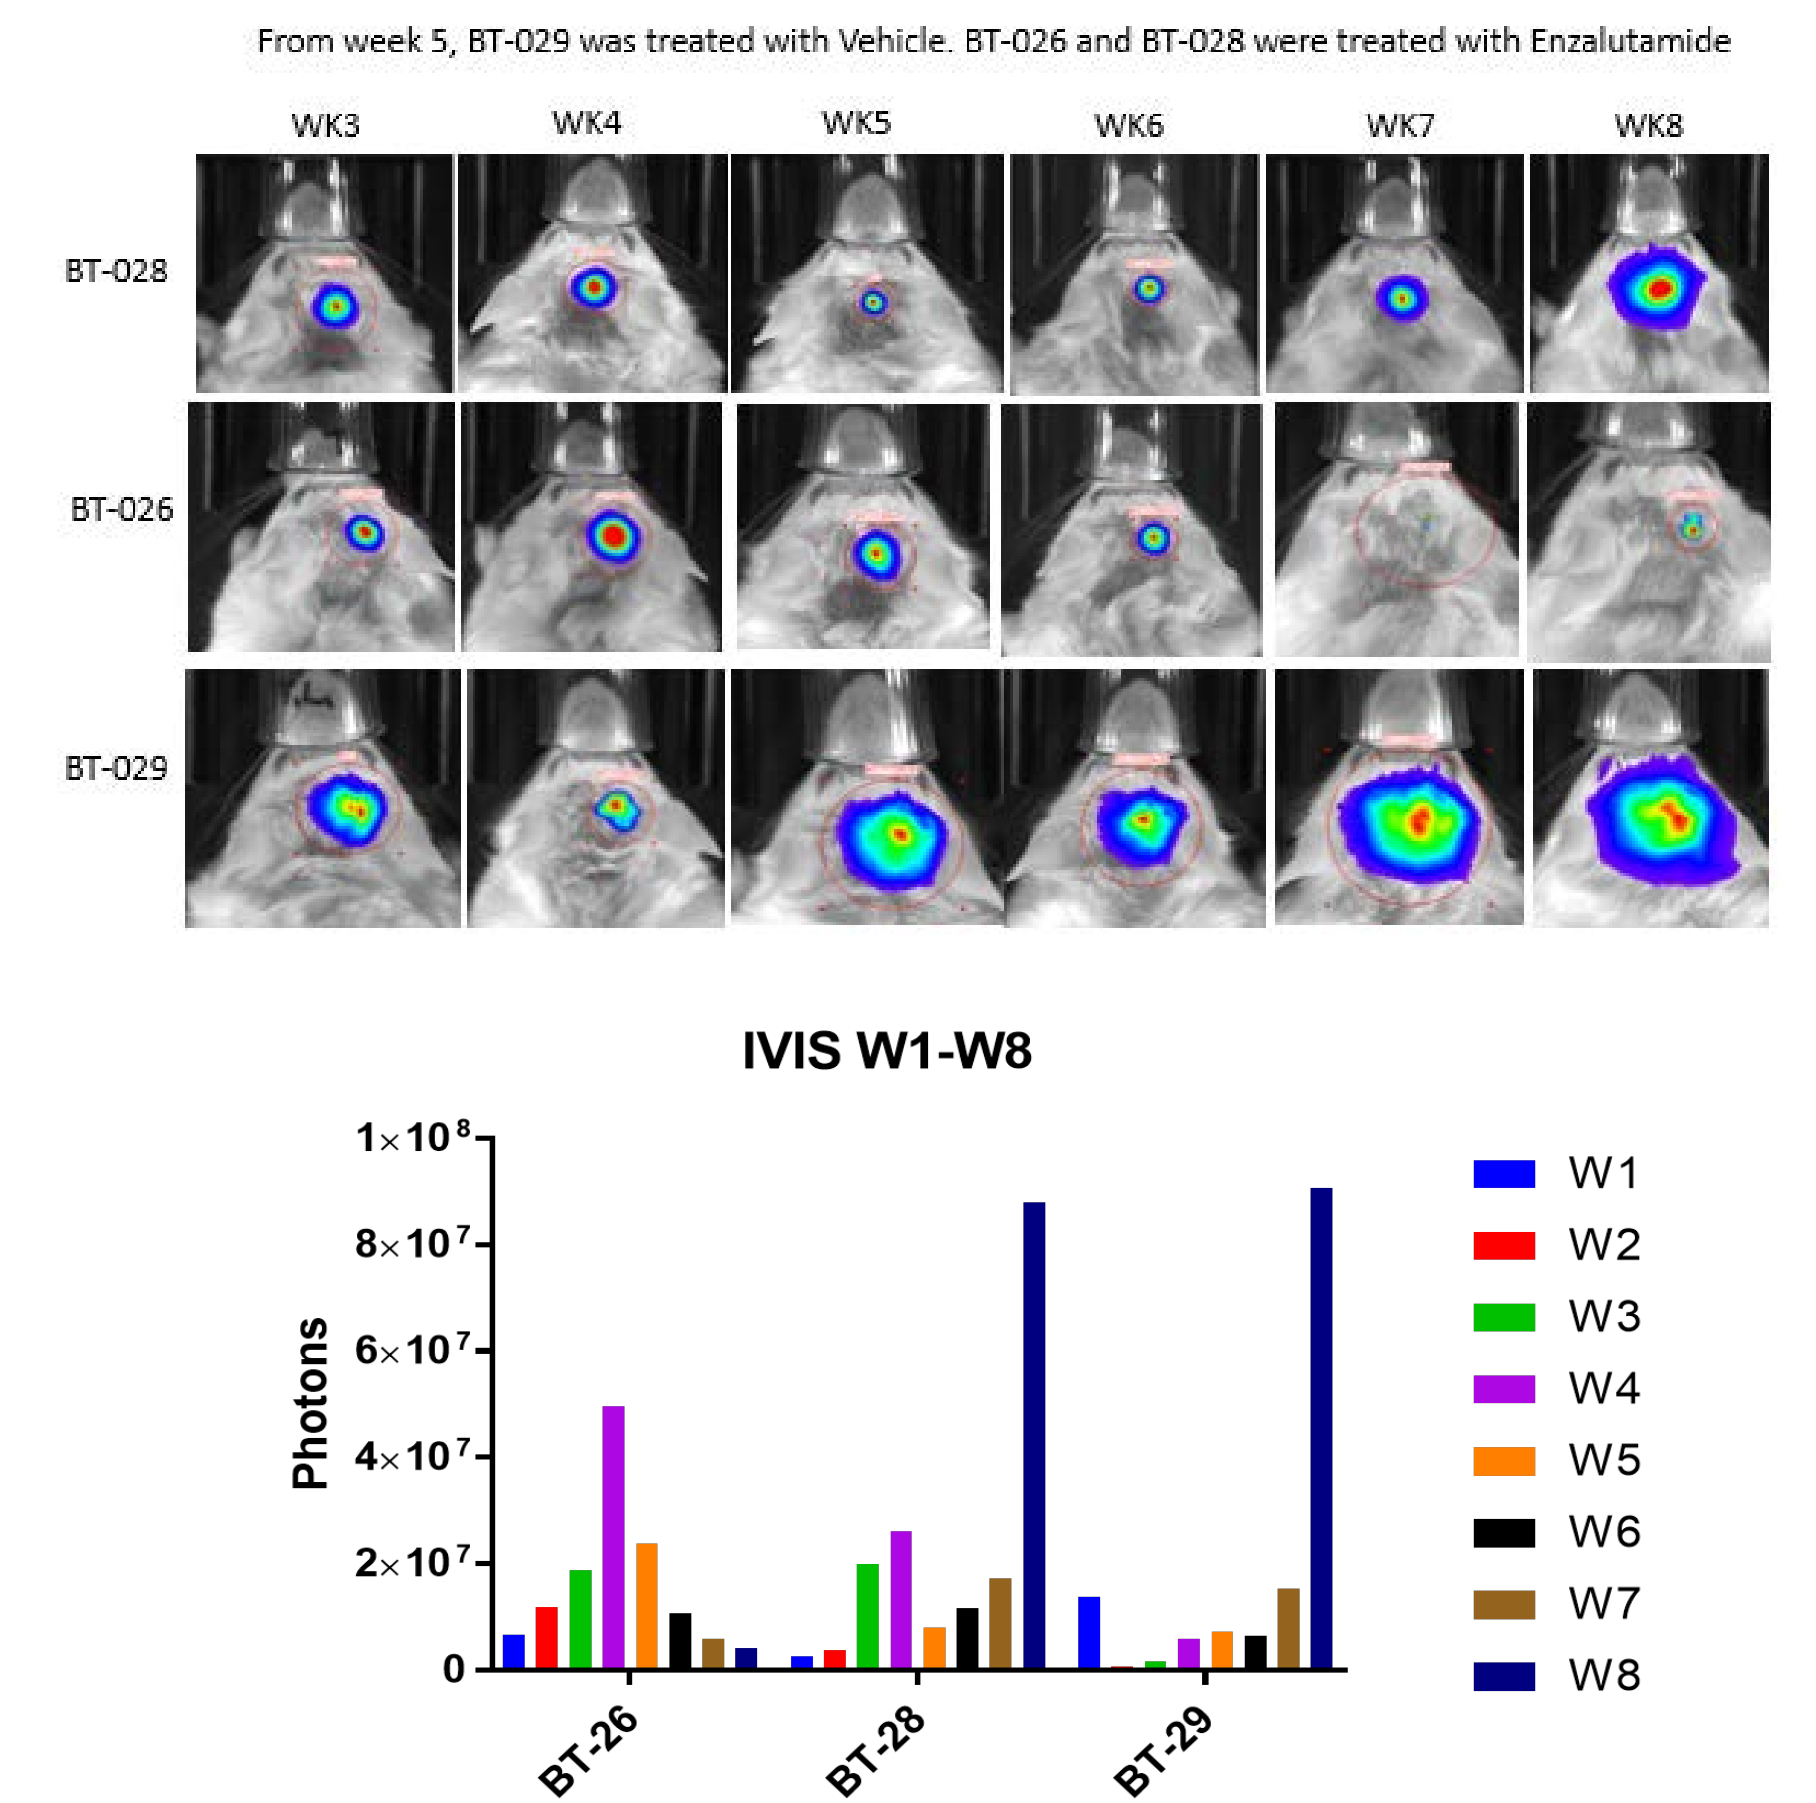 From week 5, BT-029 was treated with Vehicle. BT-026 and BT-028 were treated with Enzalutamide
WK3 WK4 WK5 WK6 WK7 WK8
BT-028
BT-026
BT-029
IVIS W1-W8
Photons
1×10⁸
8×10⁷
6×10⁷
4×10⁷
2×10⁷
0
BT-26 BT-28 BT-29
W1
W2
W3
W4
W5
W6
W7
W8